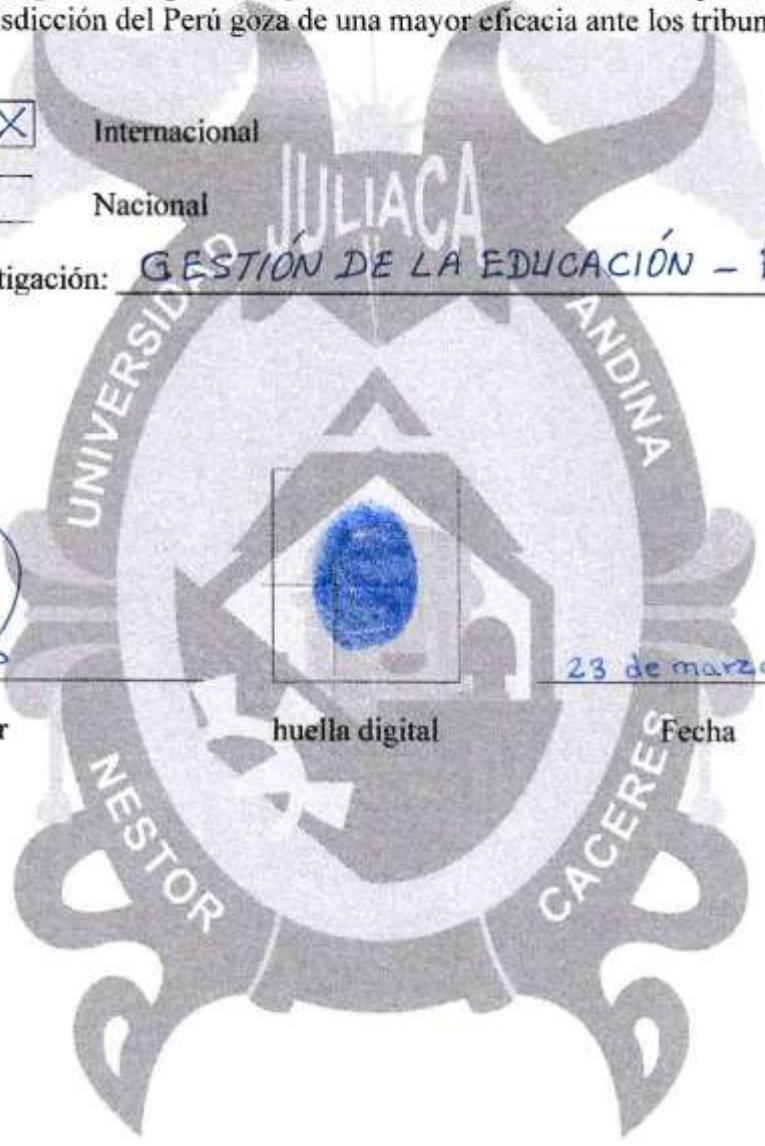 sdicción del Perú goza de una mayor eficacia ante los tribun
X Internacional
Nacional
JULIACA
tigación: GESTIÓN DE LA EDUCACIÓN –
UNIVERSIDAD
ANDINA
23 de marzo
r
huella digital
Fecha
NESTOR
CACERES